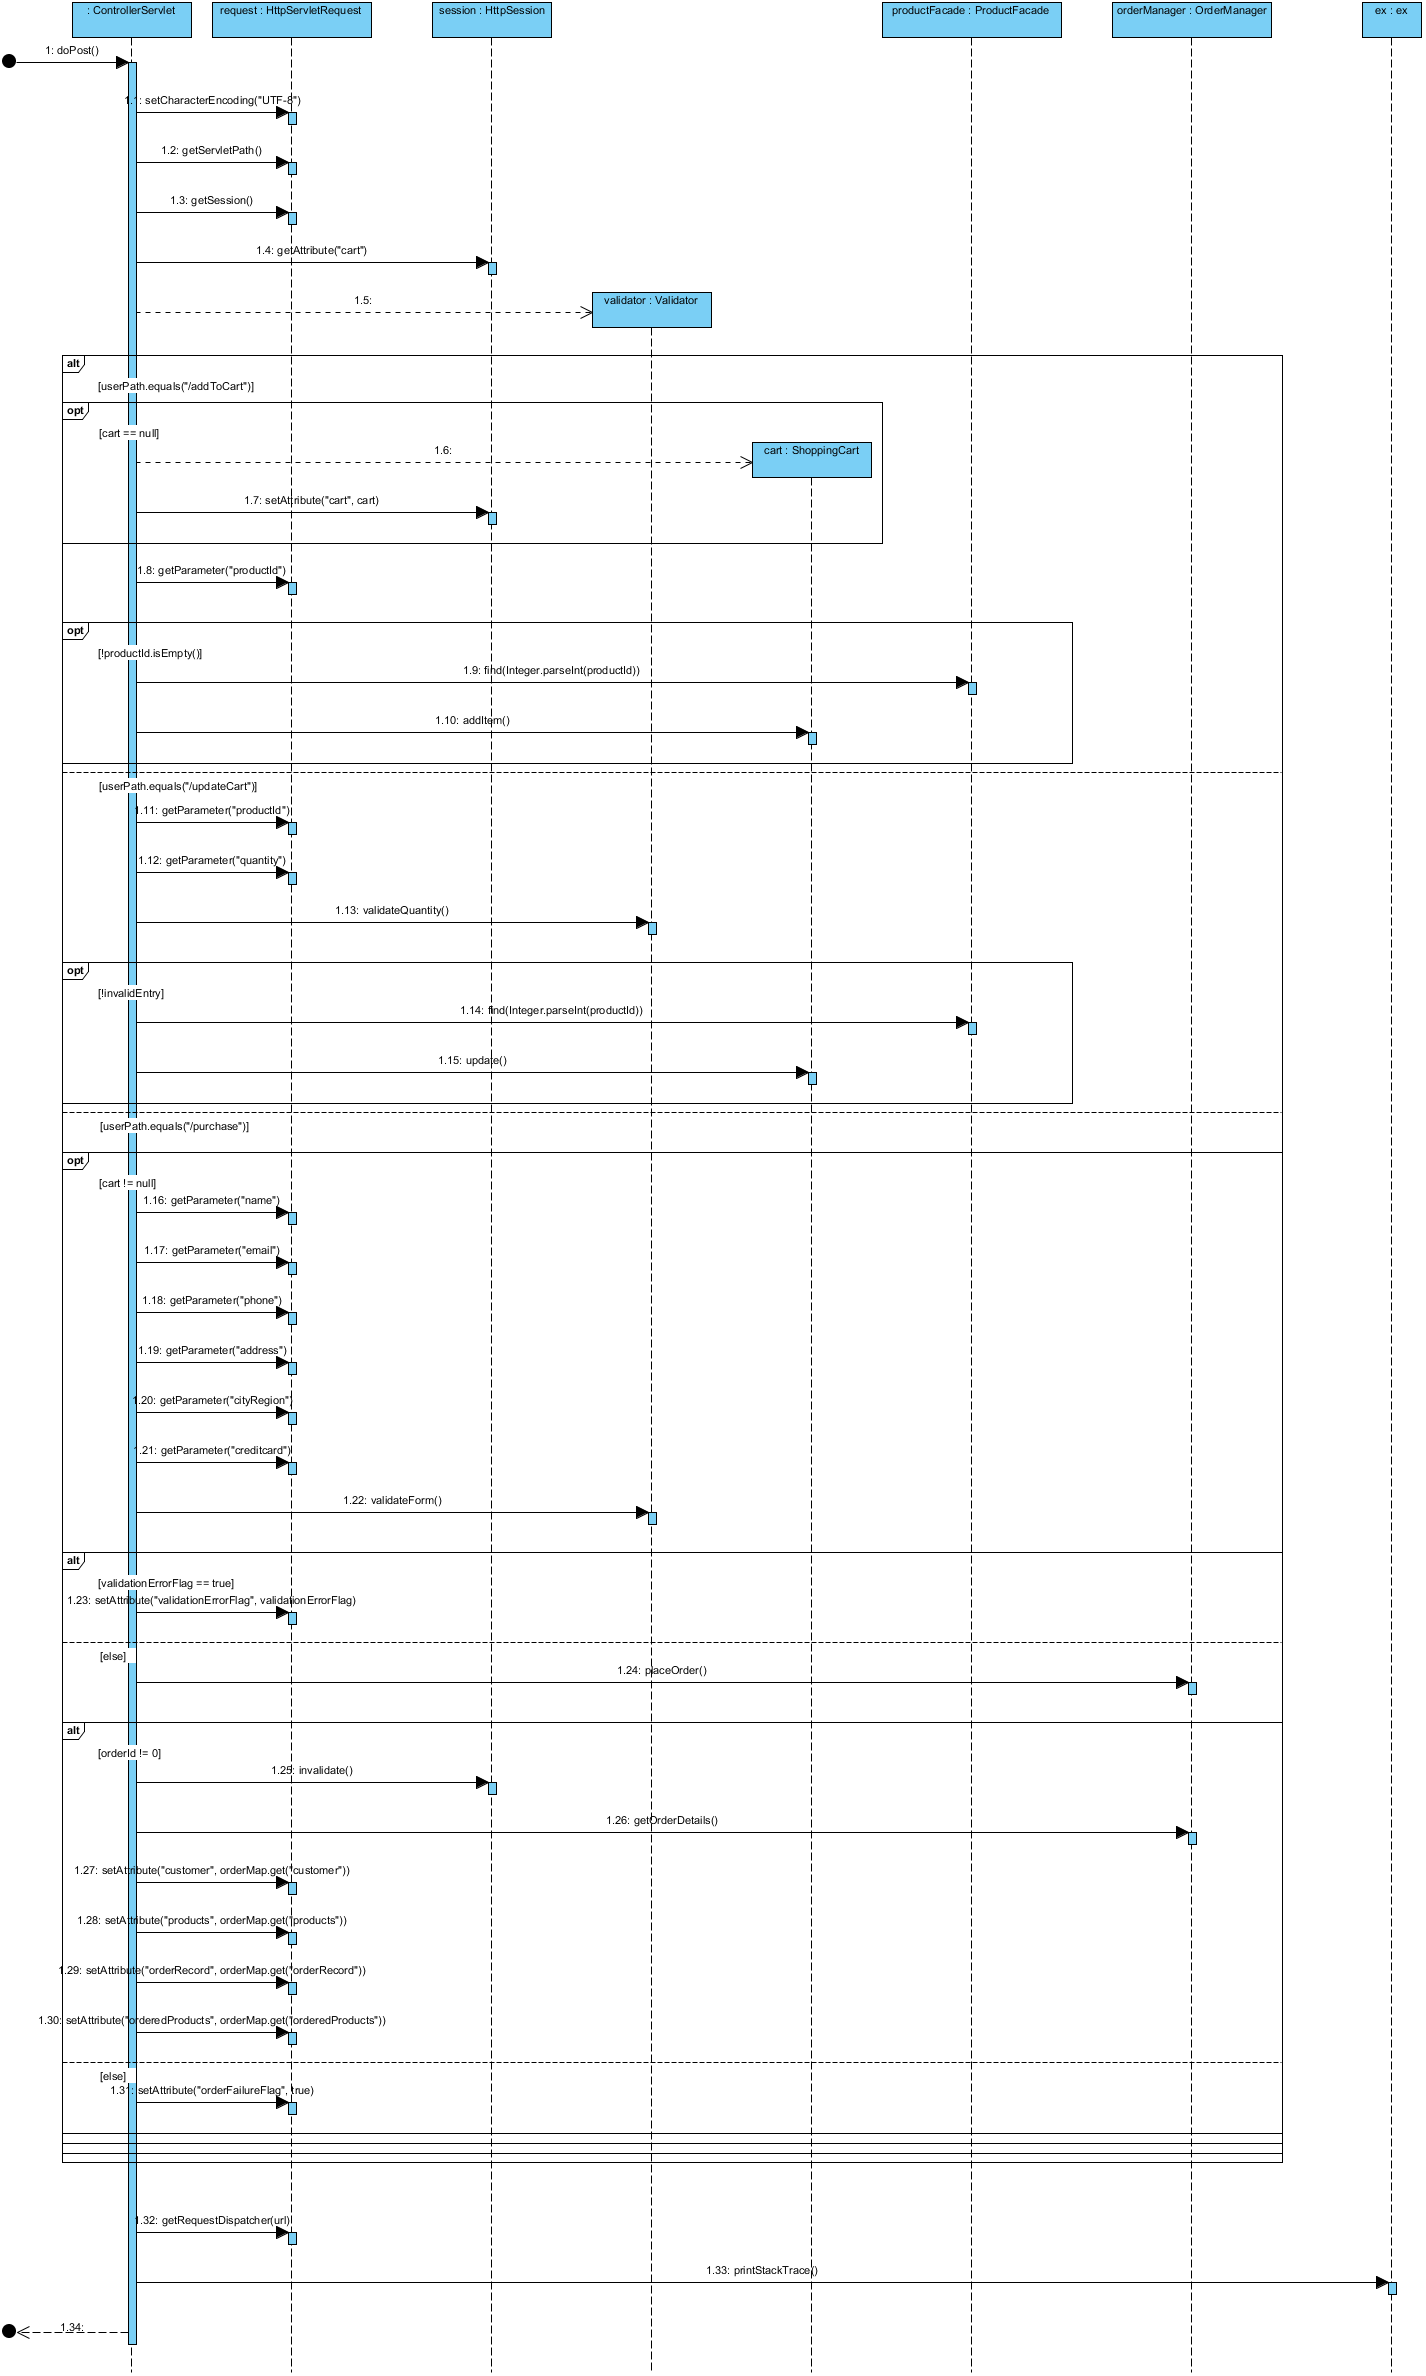 : ControllerServlet
request : HttpServletRequest
session : HttpSession
productFacade : ProductFacade
orderManager : OrderManager
ex : ex
1: doPost()
1.1: setCharacterEncoding("UTF-8")
1.2: getServletPath()
1.3: getSession()
1.4: getAttribute("cart")
1.5:
validator : Validator
alt
[userPath.equals("/addToCart")]
opt
[cart == null]
1.6:
cart : ShoppingCart
1.7: setAttribute("cart", cart)
1.8: getParameter("productId")
opt
[!productId.isEmpty()]
1.9: find(Integer.parseInt(productId))
1.10: addItem()
[userPath.equals("/updateCart")]
1.11: getParameter("productId")
1.12: getParameter("quantity")
1.13: validateQuantity()
opt
[!invalidEntry]
1.14: find(Integer.parseInt(productId))
1.15: update()
[userPath.equals("/purchase")]
opt
[cart != null]
1.16: getParameter("name")
1.17: getParameter("email")
1.18: getParameter("phone")
1.19: getParameter("address")
1.20: getParameter("cityRegion")
1.21: getParameter("creditcard")
1.22: validateForm()
alt
[validationErrorFlag == true]
1.23: setAttribute("validationErrorFlag", validationErrorFlag)
[else]
1.24: placeOrder()
alt
[orderId != 0]
1.25: invalidate()
1.26: getOrderDetails()
1.27: setAttribute("customer", orderMap.get("customer"))
1.28: setAttribute("products", orderMap.get("products"))
1.29: setAttribute("orderRecord", orderMap.get("orderRecord"))
1.30: setAttribute("orderedProducts", orderMap.get("orderedProducts"))
[else]
1.31: setAttribute("orderFailureFlag", true)
1.32: getRequestDispatcher(url)
1.33: printStackTrace()
1.34: